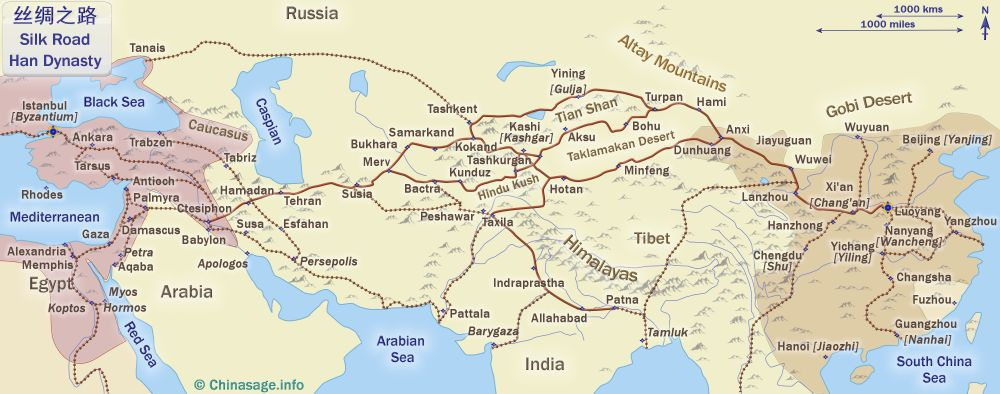 丝绸之路
Silk Road
Han Dynasty
Russia
1000 kms
1000 miles
N
Tanais
Altay Mountains
Istanbul
[Byzantium]
Black Sea
Caspian
Yining
[Gulja]
Tian Shan
Turpan
Hami
Gobi Desert
Caucasus
Tashkent
Ankara
Trabzen
Samarkand
Kashi
[Kashgar]
Aksu
Bohu
Anxi
Wuyuan
Beijing [Yanjing]
Bukhara
Kokand
Taklamakan Desert
Dunhuang
Jiayuguan
Tarsus
Tabriz
Merv
Tashkurgan
Wuwei
Antioch
Kunduz
Minfeng
Rhodes
Hamadan
Susia
Bactra
Hindu Kush
Hotan
Xi'an
[Chang'an]
Palmyra
Ctesiphon
Tehran
Lanzhou
Luoyang
Mediterranean
Damascus
Susa
Esfahan
Peshawar
Taxila
Hanzhong
Nanyang
[Wancheng]
Yangzhou
Gaza
Babylon
Himalayas
Tibet
Alexandria
Memphis
Petra
Aqaba
Apologos
Persepolis
Chengdu
[Shu]
Yichang
[Yiling]
Egypt
Myos
Hormos
Arabia
Indraprastha
Changsha
Koptos
Patna
Fuzhou
Red Sea
Pattala
Allahabad
Barygaza
Tamluk
Guangzhou
[Nanhai]
Arabian
Sea
India
Hanoi [Jiaozhi]
South China
Sea
© Chinasage.info